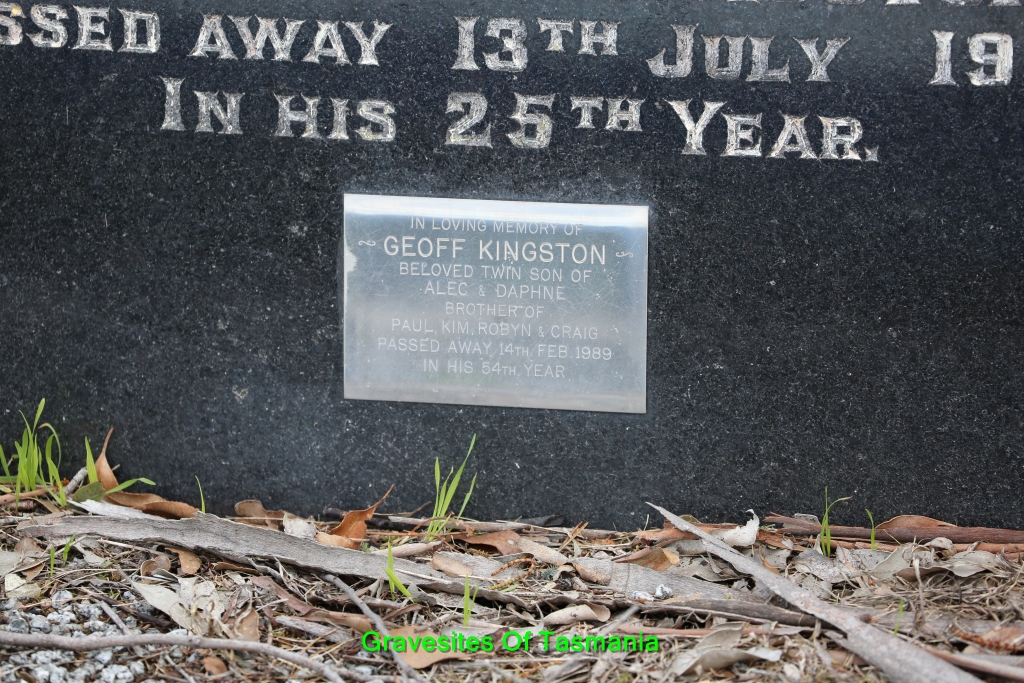 SSED AWAY 13TH JULY 19
IN HIS 25TH YEAR.
IN LOVING MEMORY OF
GEOFF KINGSTON
BELOVED TWIN SON OF
ALEC & DAPHNE
BROTHER OF
PAUL, KIM, ROBYN & CRAIG
PASSED AWAY 14TH. FEB. 1989
IN HIS 54TH. YEAR
Gravesites Of Tasmania